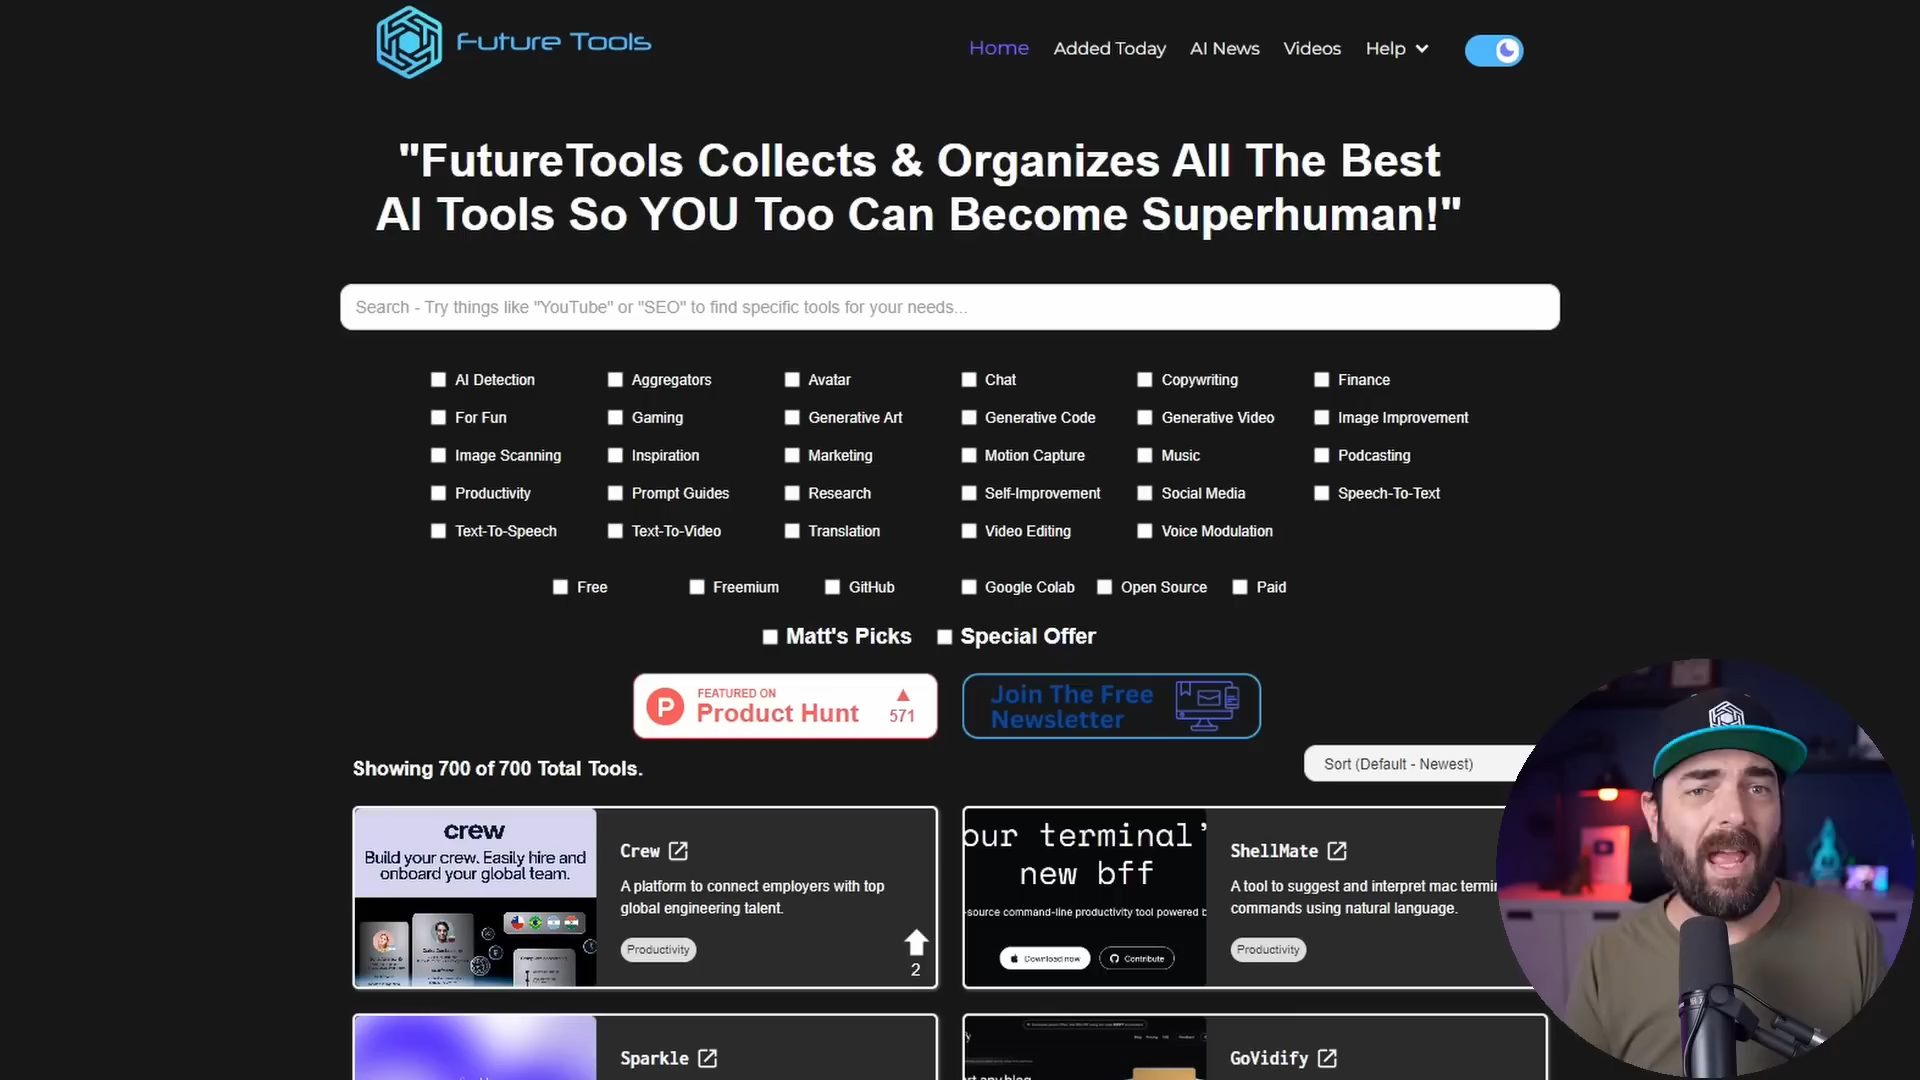 Future Tools
Home
Added Today
AI News
Videos
Help
"FutureTools Collects & Organizes All The Best
AI Tools So YOU Too Can Become Superhuman!"
Search - Try things like "YouTube" or "SEO" to find specific tools for your needs...
AI Detection
Aggregators
Avatar
Chat
Copywriting
Finance
For Fun
Gaming
Generative Art
Generative Code
Generative Video
Image Improvement
Image Scanning
Inspiration
Marketing
Motion Capture
Music
Podcasting
Productivity
Prompt Guides
Research
Self-Improvement
Social Media
Speech-To-Text
Text-To-Speech
Text-To-Video
Translation
Video Editing
Voice Modulation
Free
Freemium
GitHub
Google Colab
Open Source
Paid
Matt's Picks
Special Offer
P
FEATURED ON
Product Hunt
571
Join The Free
Newsletter
Showing 700 of 700 Total Tools.
Sort (Default - Newest)
crew
Build your crew. Easily hire and
onboard your global team.
Crew
A platform to connect employers with top
global engineering talent.
Productivity
2
our terminal'
new bff
-source command-line productivity tool powered b
Download now
Contribute
ShellMate
A tool to suggest and interpret mac termin
commands using natural language.
Productivity
Sparkle
GoVidify